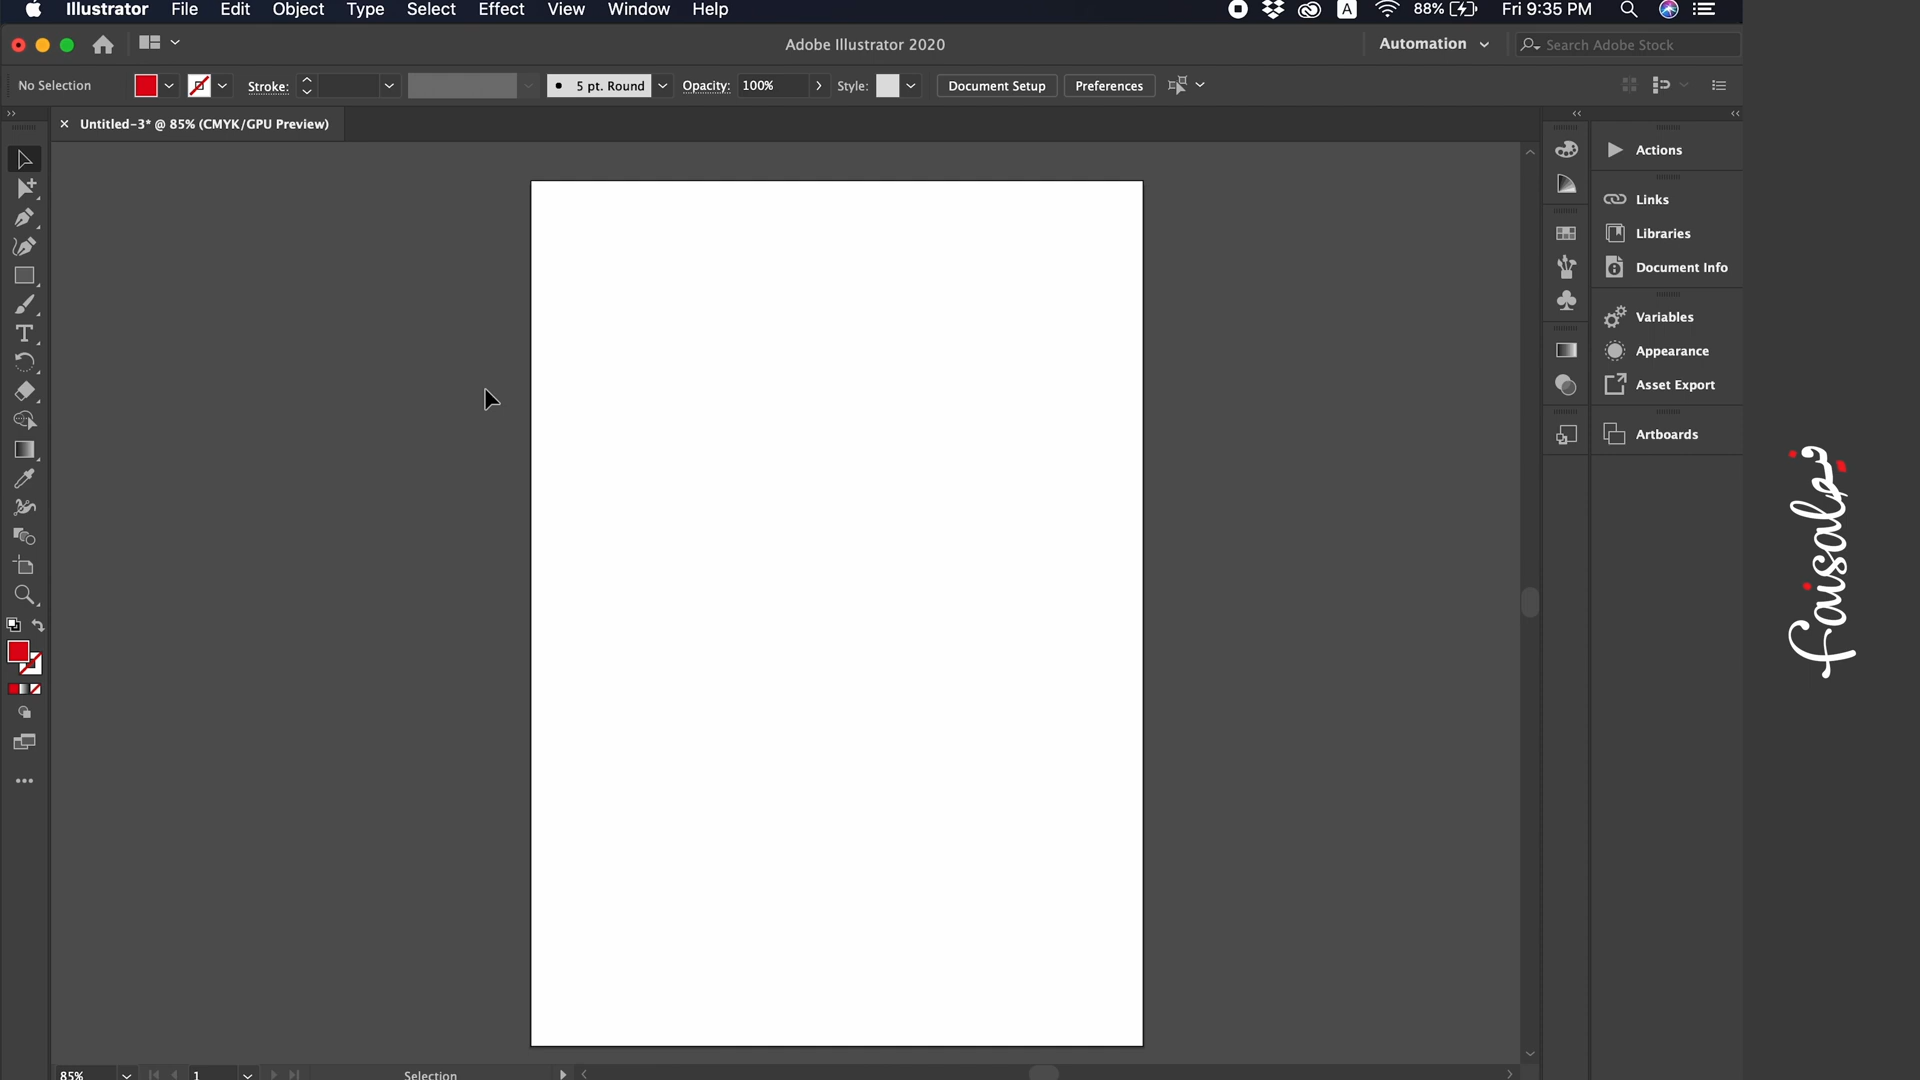 Illustrator File Edit Object Type Select Effect View Window Help A 88% Fri 9:35 PM
Adobe Illustrator 2020 Automation Search Adobe Stock
No Selection Stroke: 5 pt. Round Opacity: 100% Style: Document Setup Preferences
Untitled-3* @ 85% (CMYK/GPU Preview)
Actions
Links
Libraries
Document Info
Variables
Appearance
Asset Export
Artboards
faisalpj
85% 1 Selection